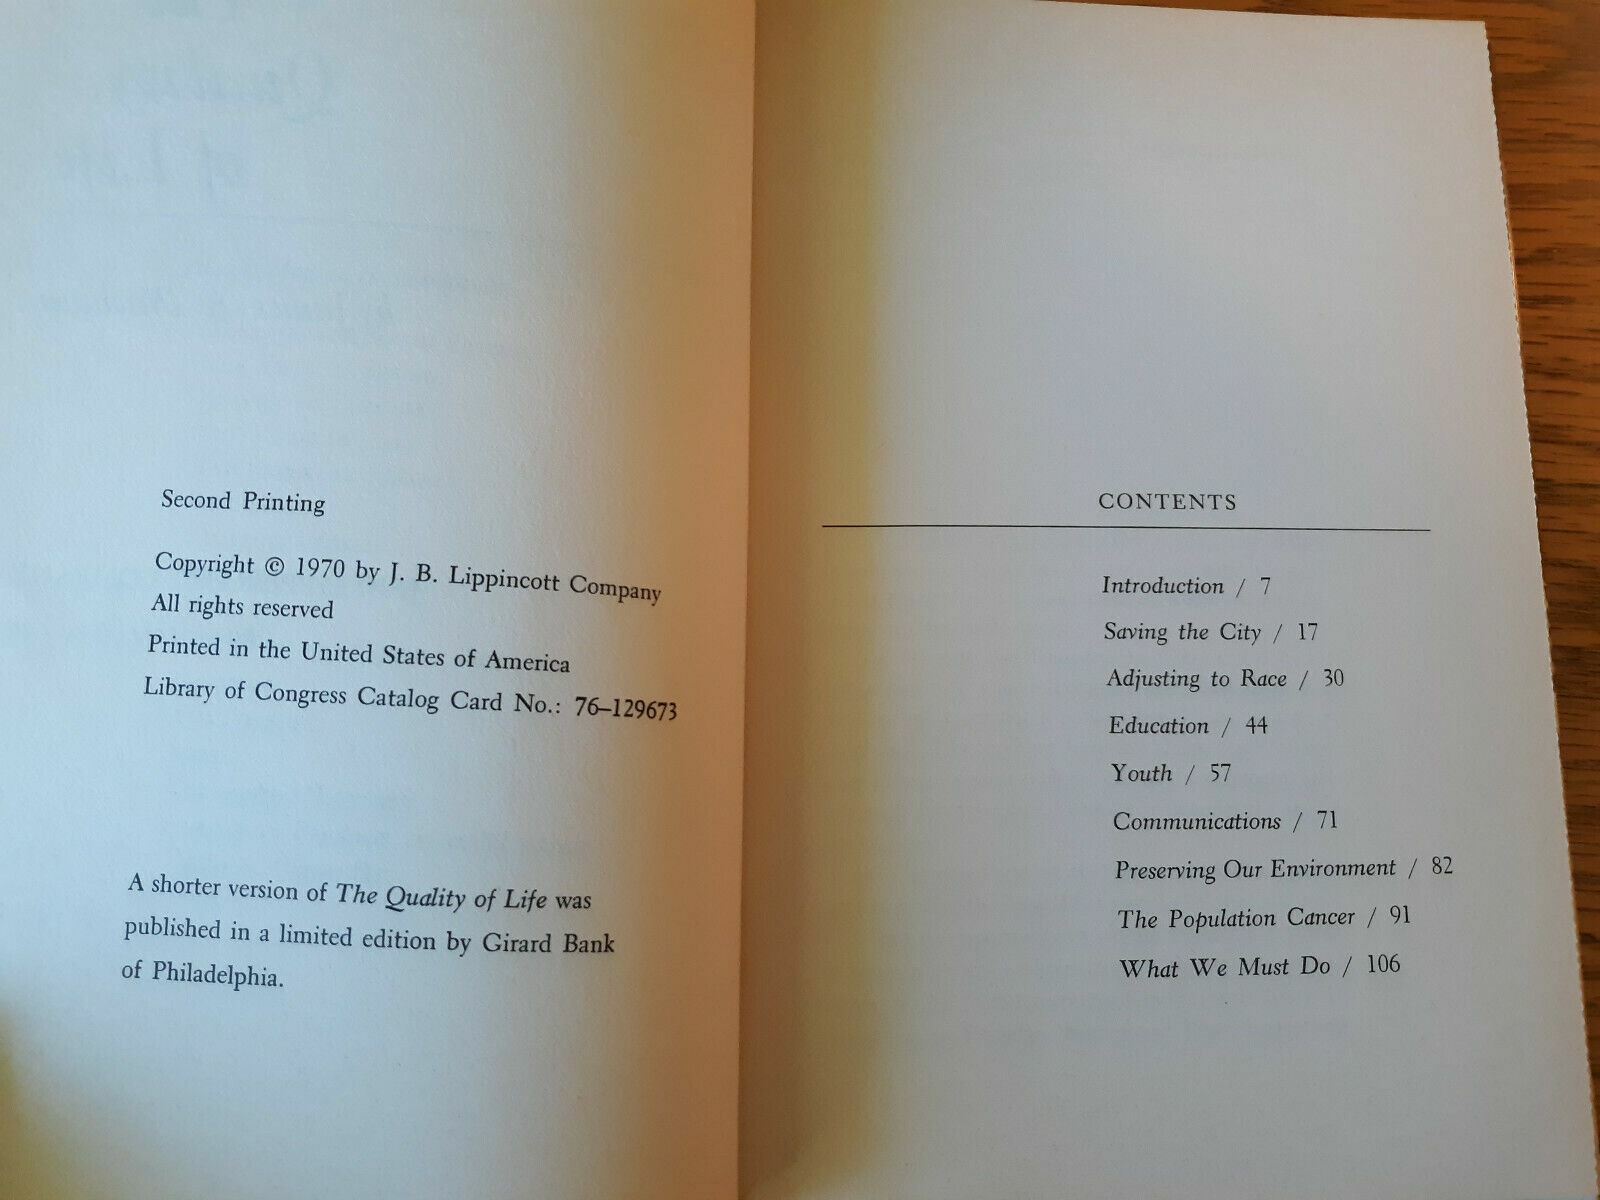 Second Printing
Copyright © 1970 by J. B. Lippincott Company
All rights reserved
Printed in the United States of America
Library of Congress Catalog Card No.: 76–129673
A shorter version of The Quality of Life was
published in a limited edition by Girard Bank
of Philadelphia.
CONTENTS
Introduction / 7
Saving the City / 17
Adjusting to Race / 30
Education / 44
Youth / 57
Communications / 71
Preserving Our Environment / 82
The Population Cancer / 91
What We Must Do / 106